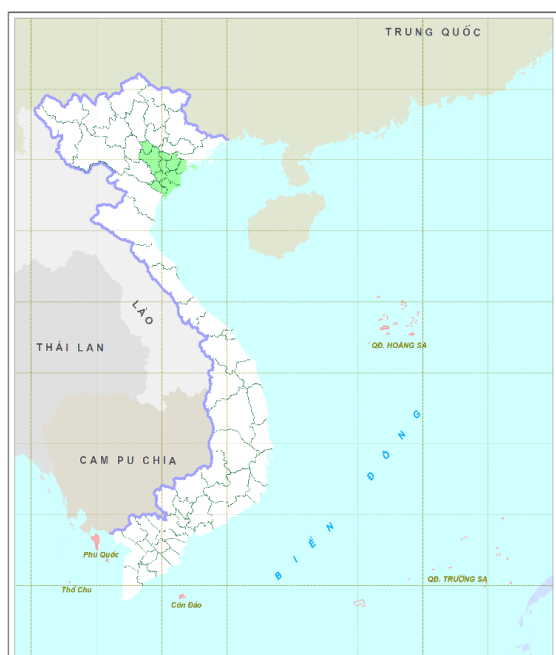 TRUNG QUỐC
LÀO
QĐ. HOÀNG SA
THÁI LAN
BIỂN ĐÔNG
CAM PU CHIA
Phú Quốc
QĐ. TRƯỜNG SA
Thổ Chu
Côn Đảo